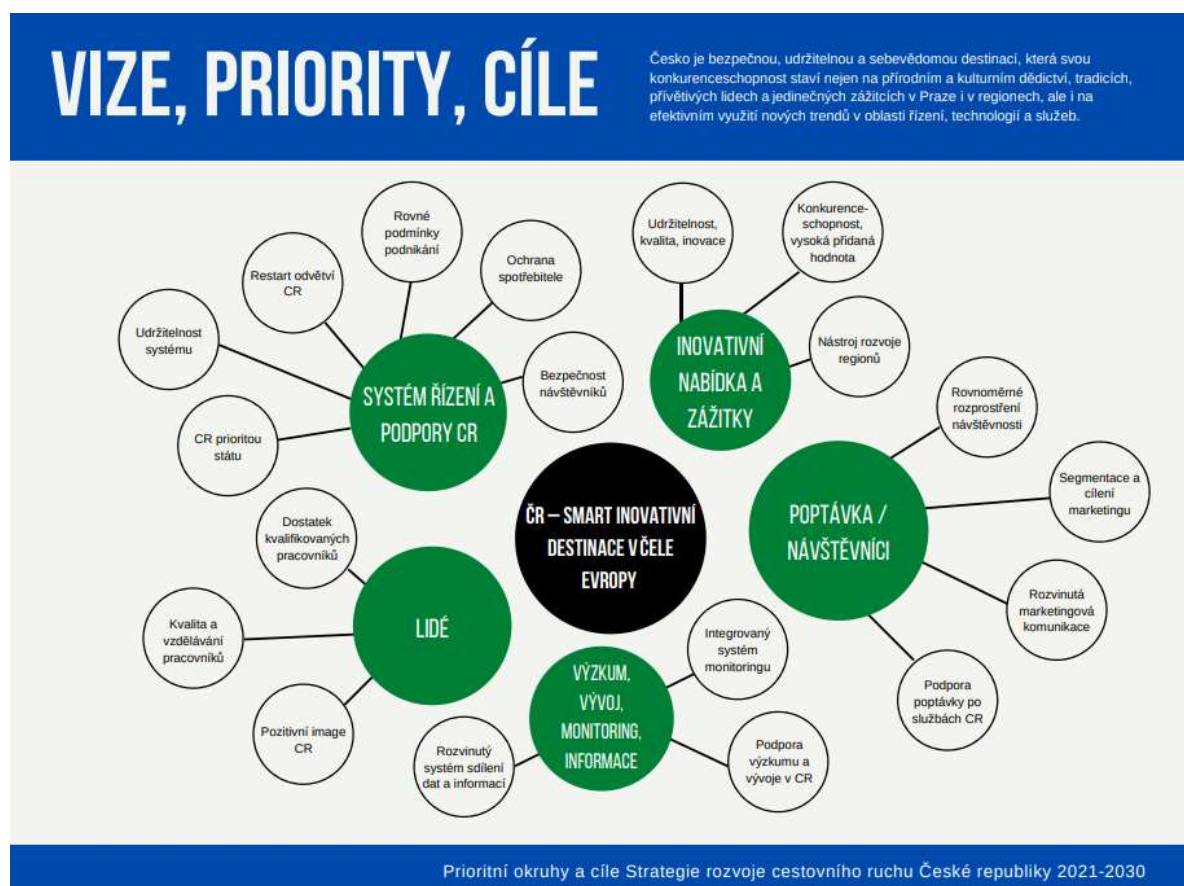 VIZE, PRIORITY, CÍLE
Česko je bezpečnou, udržitelnou a sebevědomou destinací, která svou
konkurenceschopnost staví nejen na přírodním a kulturním dědictví, tradicích,
přívětivých lidech a jedinečných zážitcích v Praze i v regionech, ale i na
efektivním využití nových trendů v oblasti řízení, technologií a služeb.
Rovné
podmínky
podnikání
Restart odvětví
CR
Ochrana
spotřebitele
Udržitelnost
systému
Bezpečnost
návštěvníků
CR prioritou
státu
SYSTÉM ŘÍZENÍ A
PODPORY CR
Udržitelnost,
kvalita, inovace
Konkurence-
schopnost,
vysoká přidaná
hodnota
Nástroj rozvoje
regionů
INOVATIVNÍ
NABÍDKA A
ZÁŽITKY
Rovnoměrné
rozprostření
návštěvnosti
Segmentace a
cílení
marketingu
Rozvinutá
marketingová
komunikace
Podpora
poptávky po
službách CR
POPTÁVKA /
NÁVŠTĚVNÍCI
ČR – SMART INOVATIVNÍ
DESTINACE V ČELE
EVROPY
Dostatek
kvalifikovaných
pracovníků
Kvalita a
vzdělávání
pracovníků
Pozitivní image
CR
LIDÉ
Integrovaný
systém
monitoringu
VÝZKUM,
VÝVOJ,
MONITORING,
INFORMACE
Rozvinutý
systém sdílení
dat a informací
Podpora
výzkumu a
vývoje v CR
Prioritní okruhy a cíle Strategie rozvoje cestovního ruchu České republiky 2021-2030